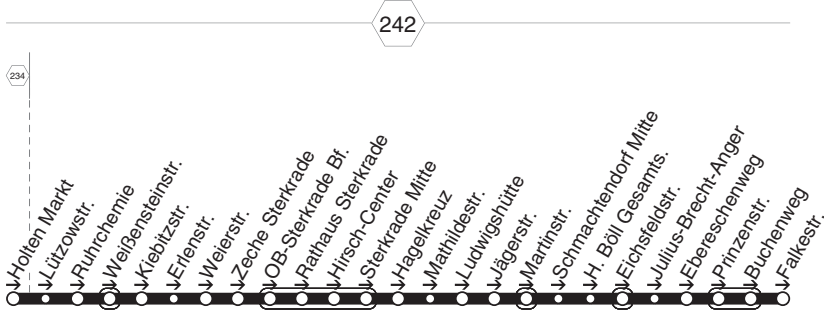 242
234
Holten Markt
Lützowstr.
Ruhrchemie
Weißensteinstr.
Kiebitzstr.
Erlenstr.
Weierstr.
Zeche Sterkrade
OB-Sterkrade Bf.
Rathaus Sterkrade
Hirsch-Center
Sterkrade Mitte
Hagelkreuz
Mathildestr.
Ludwigshütte
Jägerstr.
Martinstr.
Schmachtendorf Mitte
H. Böll Gesamts.
Eichsfeldstr.
Julius-Brecht-Anger
Ebereschenweg
Prinzenstr.
Buchenweg
Falkestr.